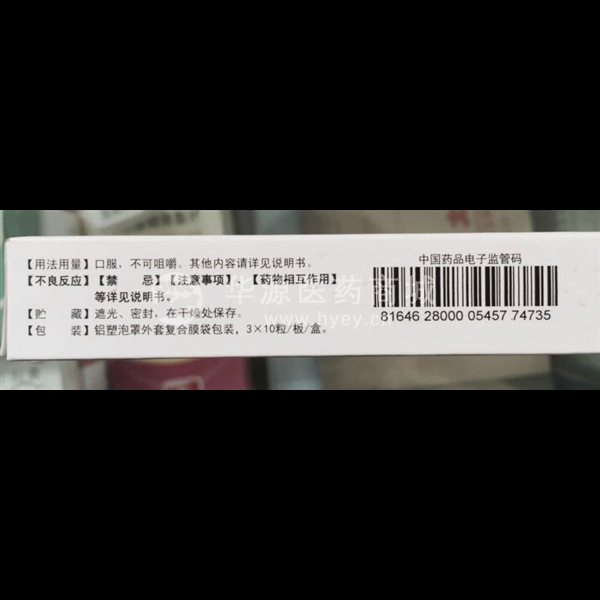 【用法用量】口服，不可咀嚼。其他内容请详见说明书。
【不良反应】【禁 忌】【注意事项】、【药物相互作用】
等详见说明书。
【贮 藏】遮光、密封，在干燥处保存。
【包 装】铝塑泡罩外套复合膜袋包装，3×10粒/板/盒。
中国药品电子监管码
81646 28000 05457 74735
华源医药商城
www.hyey.cn